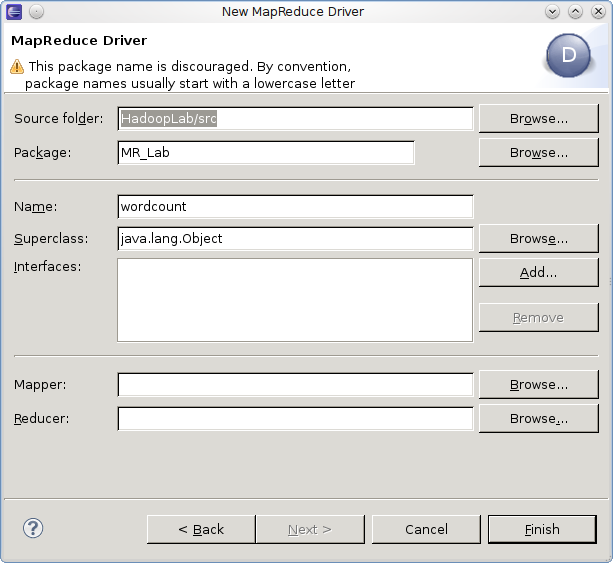 New MapReduce Driver
MapReduce Driver
This package name is discouraged. By convention,
package names usually start with a lowercase letter
D
Source folder: HadoopLab/src Browse...
Package: MR_Lab Browse...
Name: wordcount
Superclass: java.lang.Object Browse...
Interfaces: Add...
Remove
Mapper: Browse...
Reducer: Browse...
? < Back Next > Cancel Finish